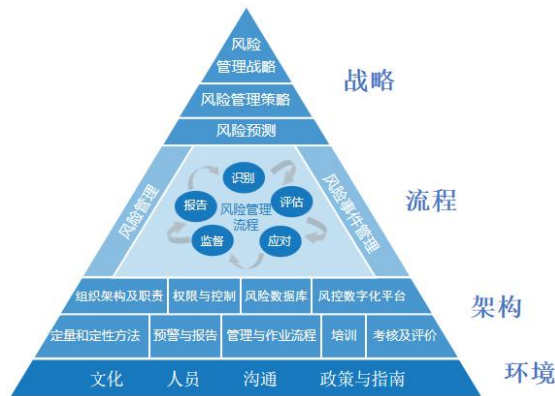 风险
管理战略
战略
风险管理策略
风险预测
风险管理
识别
评估
应对
监督
报告
风险管理
流程
风险事件管理
流程
组织架构及职责 权限与控制 风险数据库 风控数字化平台
架构
定量和定性方法 预警与报告 管理与作业流程 培训 考核及评价
文化 人员 沟通 政策与指南
环境